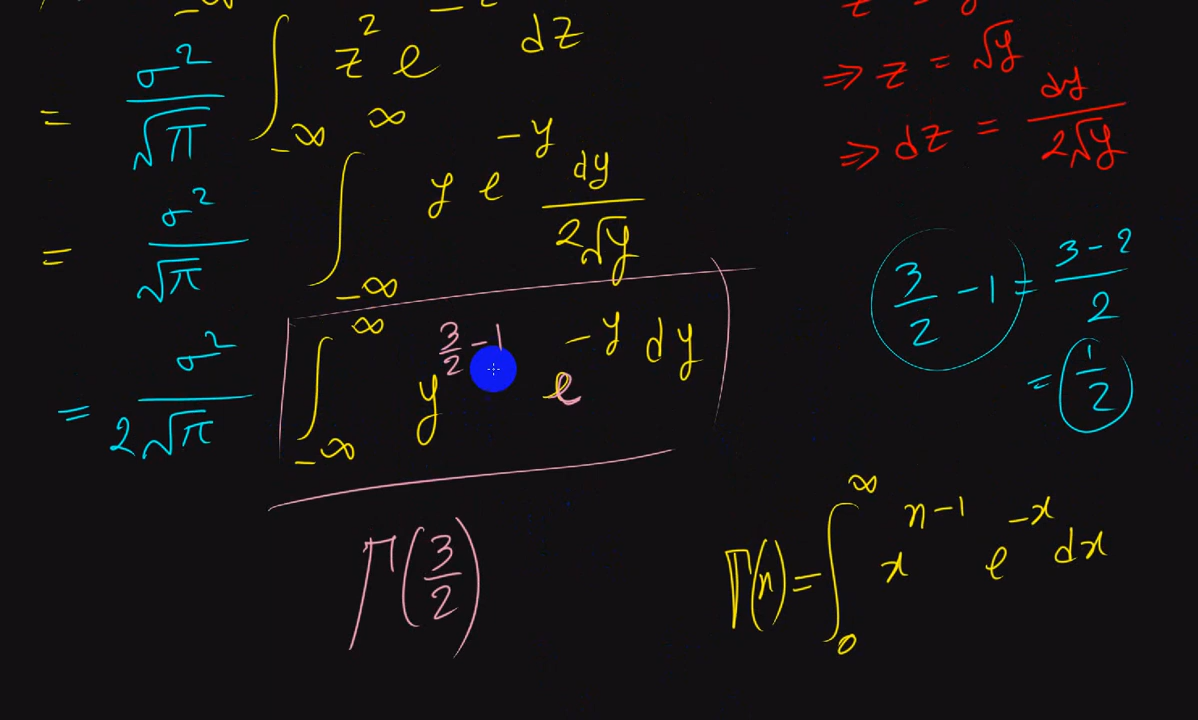 = σ²/√π ∫_{-∞} z² e dz
⇒ z = √y
⇒ dz = dy/2√y
= σ²/√π ∫_{-∞}^{∞} y e^{-y} dy/2√y
3/2 - 1 = 3-2/2
= 1/2
= σ²/2√π ∫_{-∞}^{∞} y^{3/2 - 1} e^{-y} dy
Γ(3/2)
Γ(n) = ∫_0^{∞} x^{n-1} e^{-x} dx